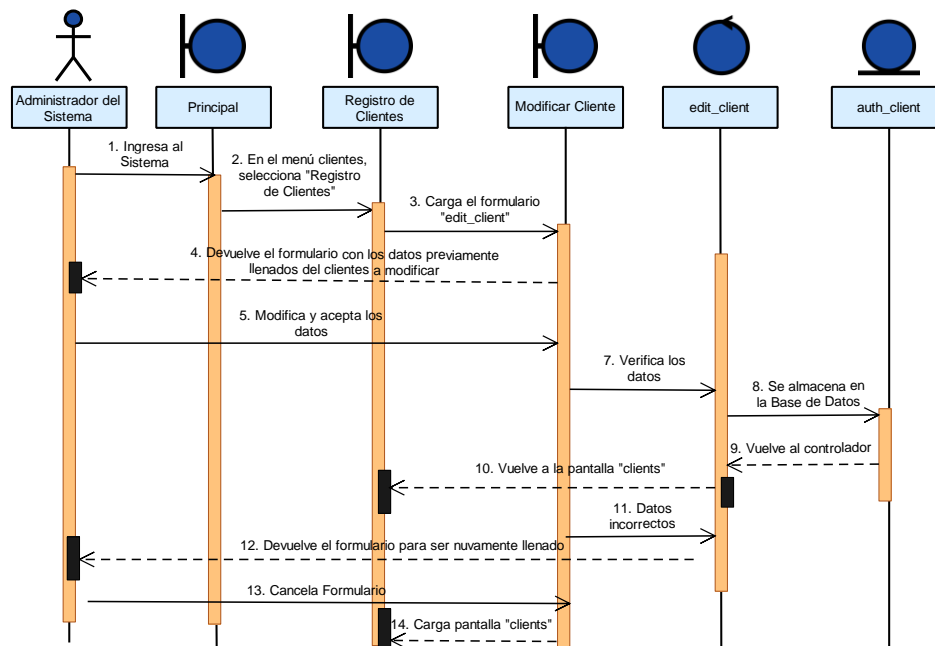 Administrador del
Sistema
Principal
Registro de
Clientes
Modificar Cliente
edit_client
auth_client
1. Ingresa al
Sistema
2. En el menú clientes,
selecciona "Registro
de Clientes"
3. Carga el formulario
"edit_client"
4. Devuelve el formulario con los datos previamente
llenados del clientes a modificar
5. Modifica y acepta los
datos
7. Verifica los
datos
8. Se almacena en
la Base de Datos
9. Vuelve al controlador
10. Vuelve a la pantalla "clients"
11. Datos
incorrectos
12. Devuelve el formulario para ser nuvamente llenado
13. Cancela Formulario
14. Carga pantalla "clients"